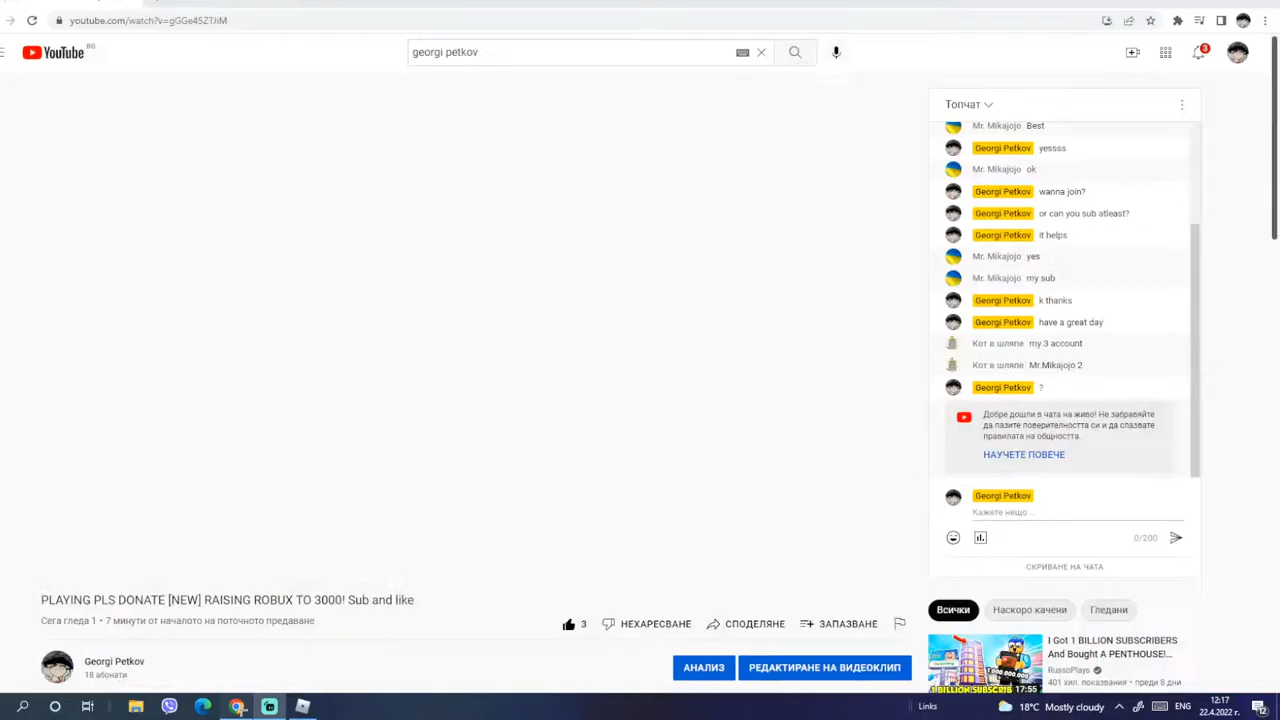 youtube.com/watch?v=gGGe45ZTJiM
YouTube BG
georgi petkov
3
Топчат
Mr. Mikajojo Best
Georgi Petkov yessss
Mr. Mikajojo ok
Georgi Petkov wanna join?
Georgi Petkov or can you sub atleast?
Georgi Petkov it helps
Mr. Mikajojo yes
Mr. Mikajojo my sub
Georgi Petkov k thanks
Georgi Petkov have a great day
Кот в шляпе my 3 account
Кот в шляпе Mr.Mikajojo 2
Georgi Petkov ?
Добре дошли в чата на живо! Не забравяйте
да пазите поверителността си и да спазвате
правилата на общността.
НАУЧЕТЕ ПОВЕЧЕ
Georgi Petkov
Кажете нещо...
0/200
СКРИВАНЕ НА ЧАТА
PLAYING PLS DONATE [NEW] RAISING ROBUX TO 3000! Sub and like
Сега гледа 1 • 7 минути от началото на поточното предаване
3 НЕХАРЕСВАНЕ СПОДЕЛЯНЕ ЗАПАЗВАНЕ
Georgi Petkov
18 абонати
АНАЛИЗ РЕДАКТИРАНЕ НА ВИДЕОКЛИП
Всички Наскоро качени Гледани
I Got 1 BILLION SUBSCRIBERS
And Bought A PENTHOUSE!...
RussoPlays
401 хил. показвания • преди 8 дни
1 BILLION SUBSCRIB 17:55
Links
18°C Mostly cloudy
ENG
12:17
22.4.2022 г.